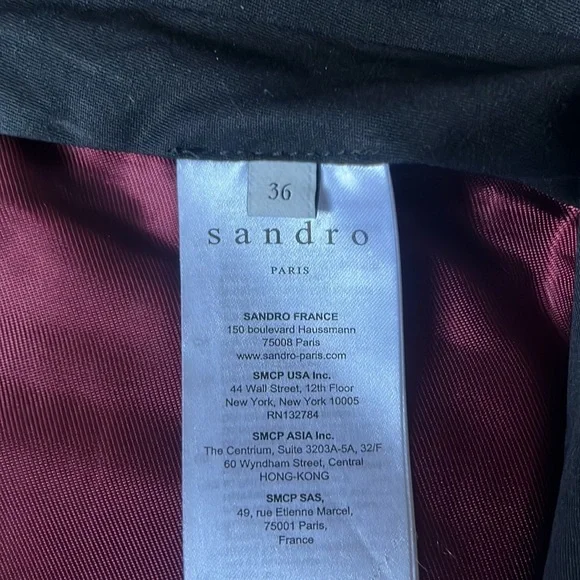 36
sandro
PARIS
SANDRO FRANCE
150 boulevard Haussmann
75008 Paris
www.sandro-paris.com
SMCP USA Inc.
44 Wall Street, 12th Floor
New York, New York 10005
RN132784
SMCP ASIA Inc.
The Centrium, Suite 3203A-5A, 32/F
60 Wyndham Street, Central
HONG-KONG
SMCP SAS,
49, rue Etienne Marcel,
75001 Paris,
France